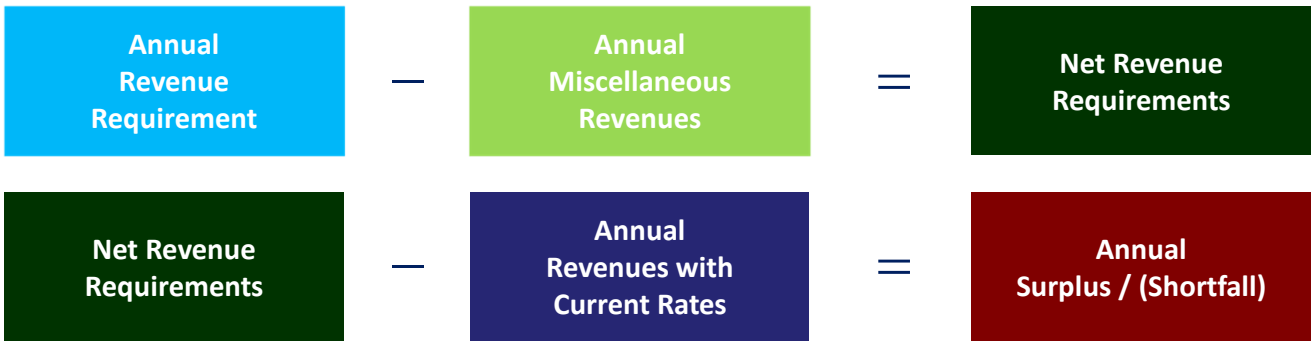 Annual
Revenue
Requirement
—
Annual
Miscellaneous
Revenues
=
Net Revenue
Requirements
Net Revenue
Requirements
—
Annual
Revenues with
Current Rates
=
Annual
Surplus / (Shortfall)